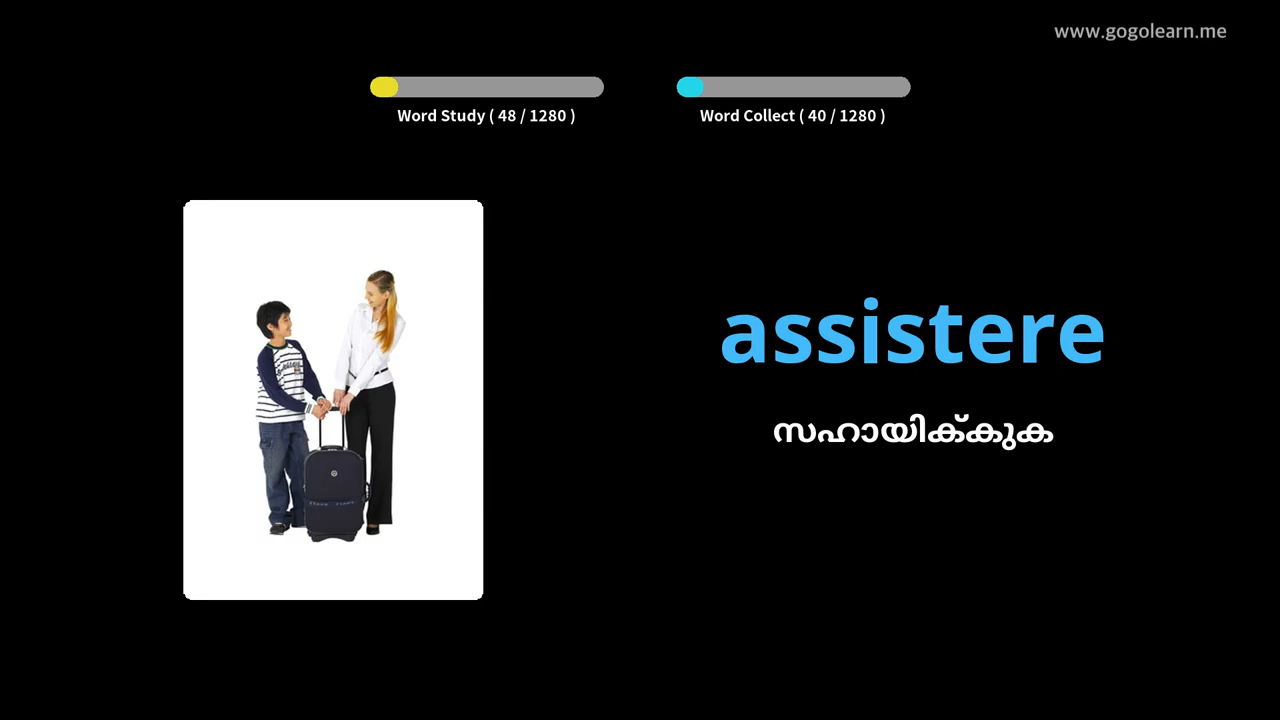 www.gogolearn.me
Word Study ( 48 / 1280 )
Word Collect ( 40 / 1280 )
assistere
സഹായിക്കുക